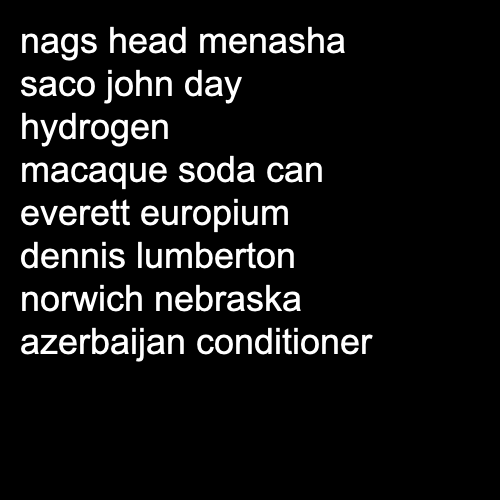 nags head menasha
saco john day
hydrogen
macaque soda can
everett europium
dennis lumberton
norwich nebraska
azerbaijan conditioner